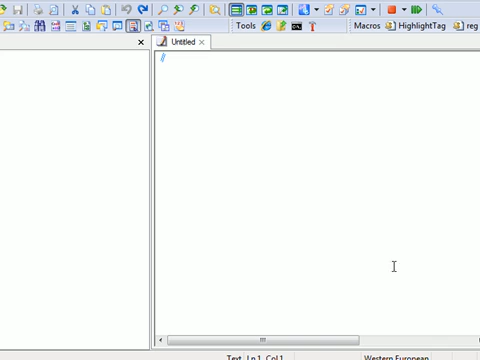 Tools
Macros HighlightTag reg
Untitled
Text Ln 1, Col 1 Western European